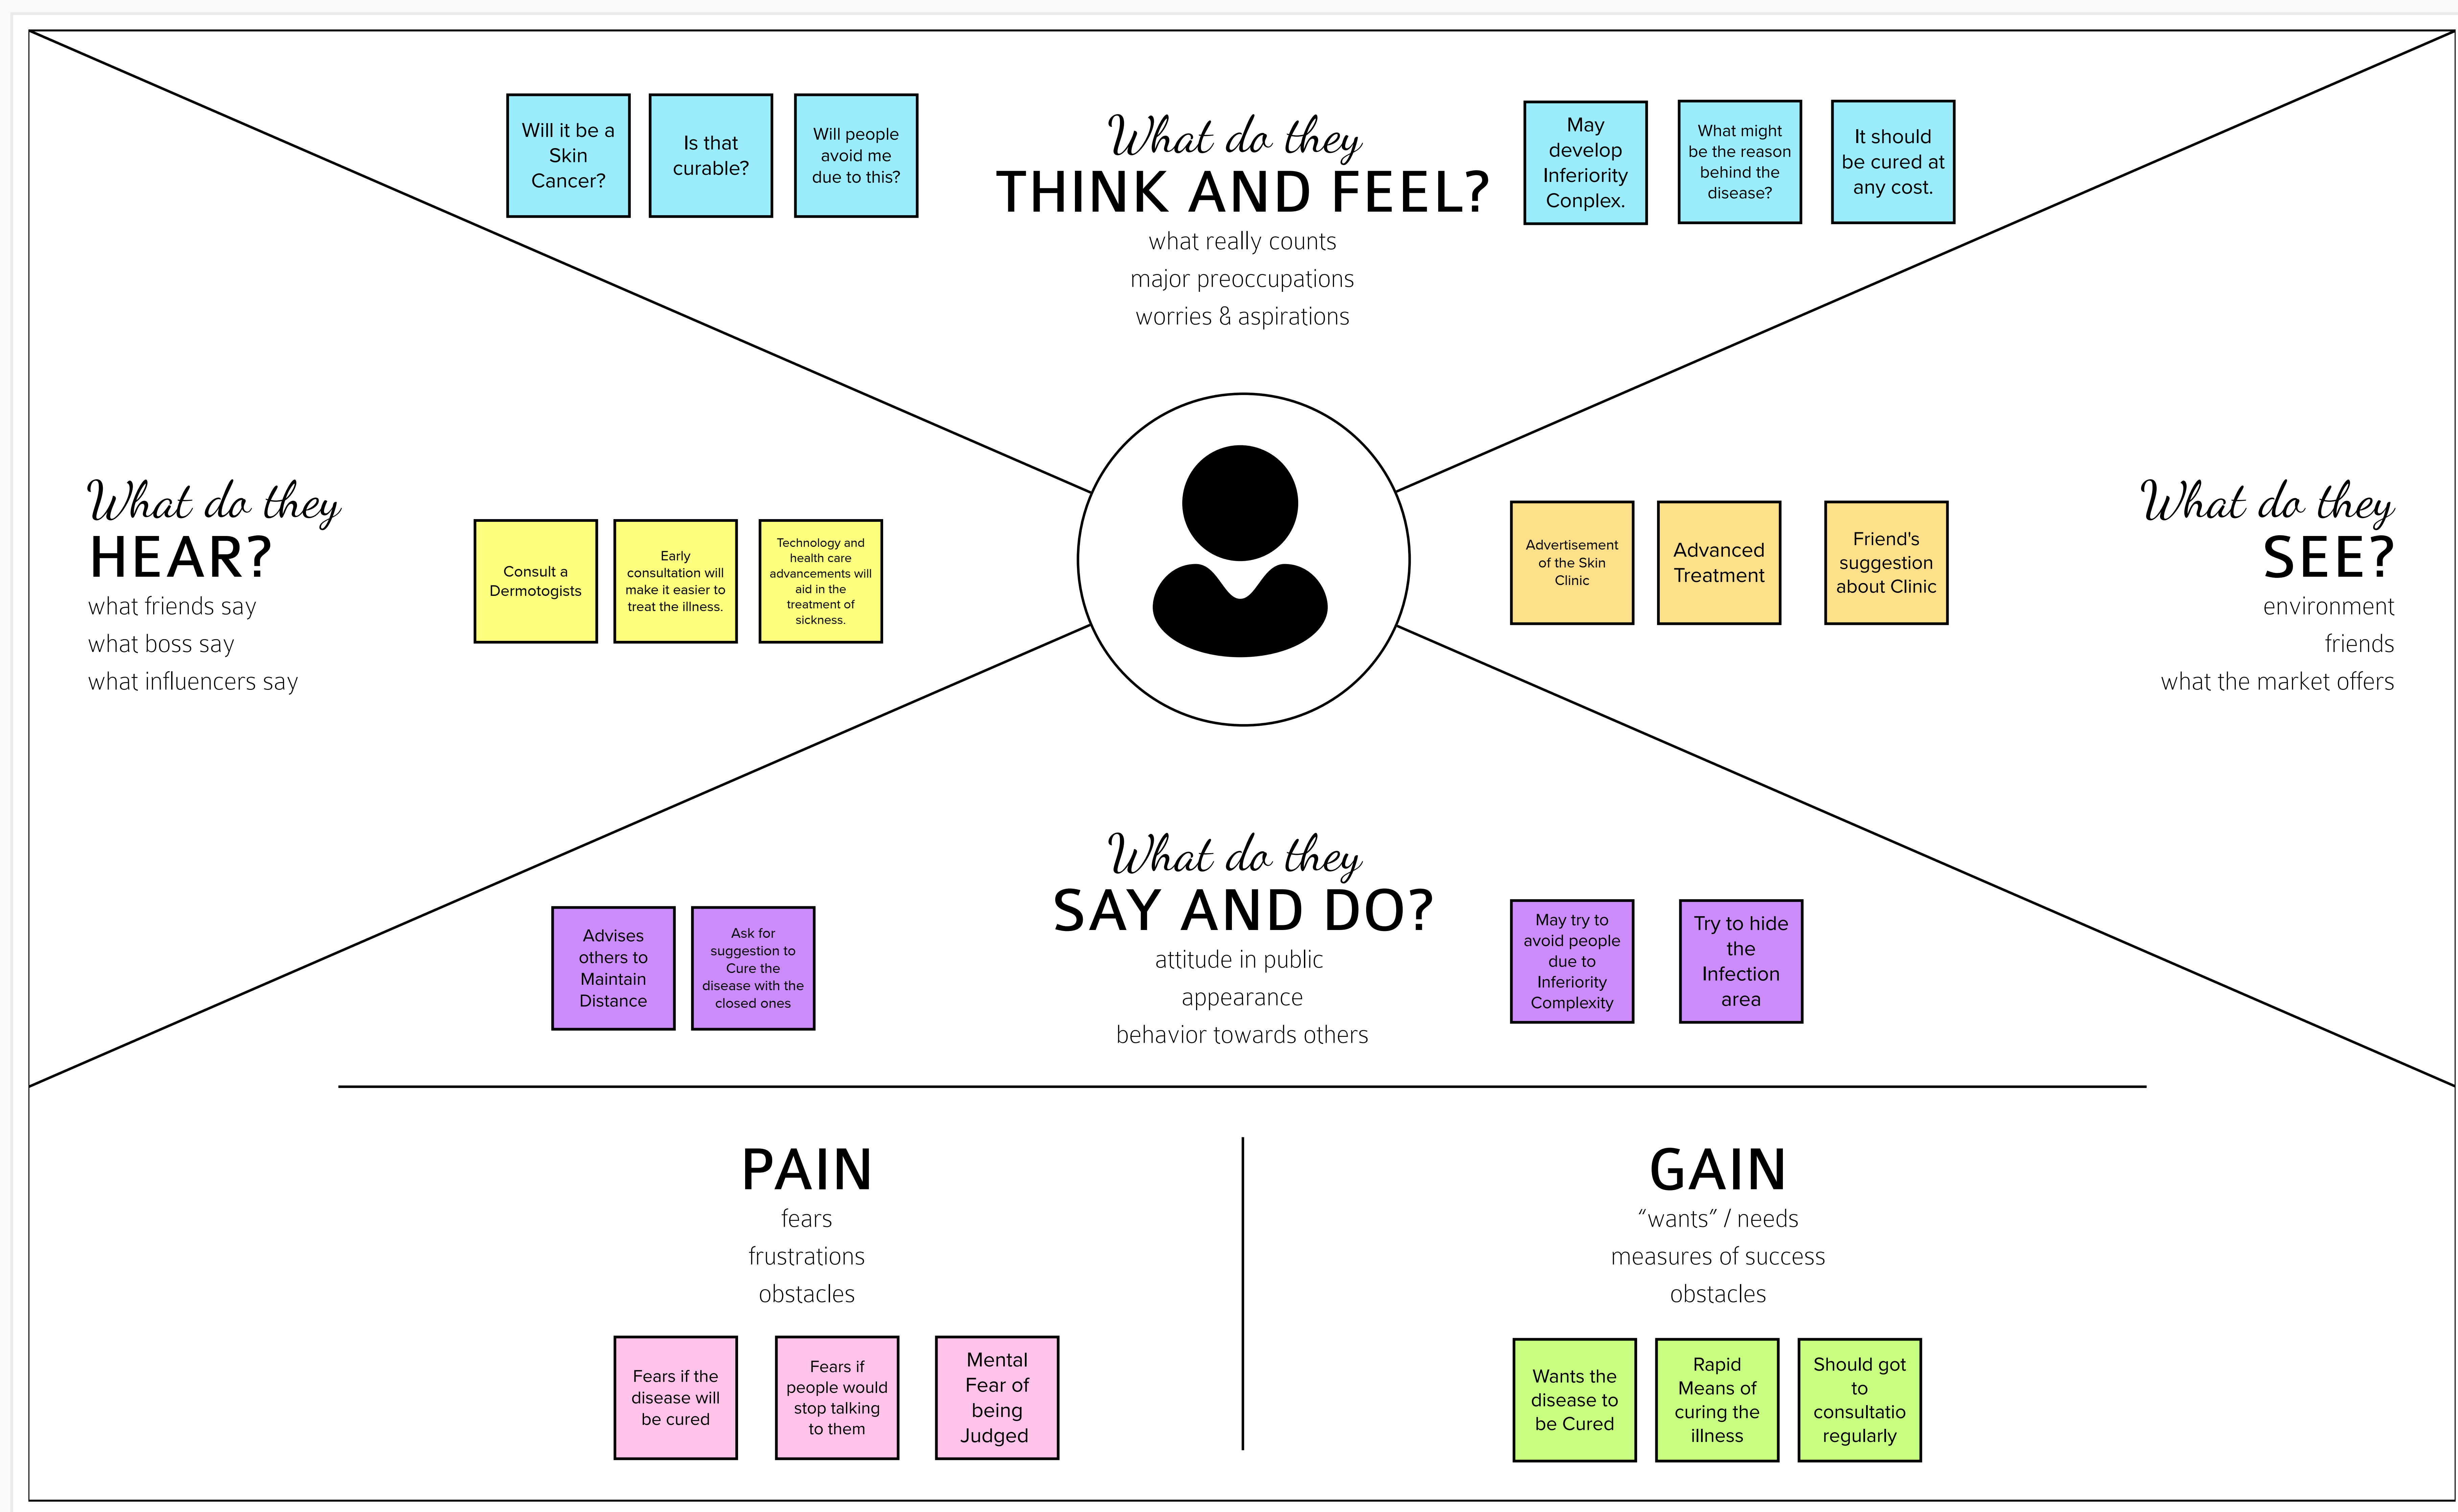 Will it be a
Skin
Cancer?
Is that
curable?
Will people
avoid me
due to this?
What do they
THINK AND FEEL?
what really counts
major preoccupations
worries & aspirations
May
develop
Inferiority
Conplex.
What might
be the reason
behind the
disease?
It should
be cured at
any cost.
What do they
HEAR?
what friends say
what boss say
what influencers say
Consult a
Dermotogists
Early
consultation will
make it easier to
treat the illness.
Technology and
health care
advancements will
aid in the
treatment of
sickness.
Advertisement
of the Skin
Clinic
Advanced
Treatment
Friend's
suggestion
about Clinic
What do they
SEE?
environment
friends
what the market offers
Advises
others to
Maintain
Distance
Ask for
suggestion to
Cure the
disease with the
closed ones
What do they
SAY AND DO?
attitude in public
appearance
behavior towards others
May try to
avoid people
due to
Inferiority
Complexity
Try to hide
the
Infection
area
PAIN
fears
frustrations
obstacles
Fears if the
disease will
be cured
Fears if
people would
stop talking
to them
Mental
Fear of
being
Judged
GAIN
“wants” / needs
measures of success
obstacles
Wants the
disease to
be Cured
Rapid
Means of
curing the
illness
Should got
to
consultatio
regularly